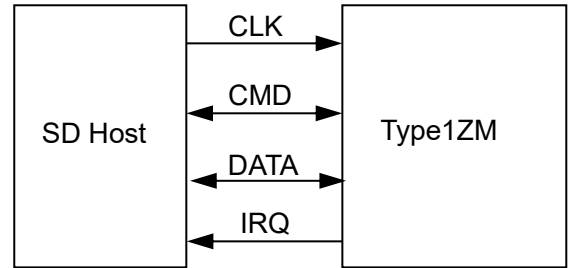 CLK
CMD
SD Host
Type1ZM
DATA
IRQ